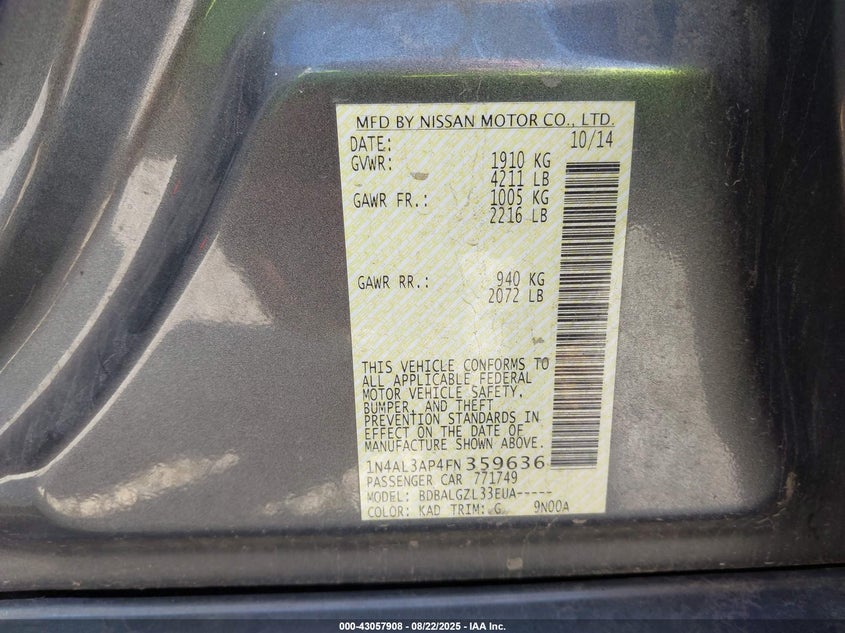 MFD BY NISSAN MOTOR CO., LTD.
DATE: 10/14
GVWR: 1910 KG
4211 LB
GAWR FR.: 1005 KG
2216 LB
GAWR RR.: 940 KG
2072 LB
THIS VEHICLE CONFORMS TO
ALL APPLICABLE FEDERAL
MOTOR VEHICLE SAFETY,
BUMPER, AND THEFT
PREVENTION STANDARDS IN
EFFECT ON THE DATE OF
MANUFACTURE SHOWN ABOVE.
1N4AL3AP4FN359636
PASSENGER CAR 771749
MODEL: BDBALGZL33EUA-----
COLOR: KAD TRIM: G 9N00A
000-43057908 - 08/22/2025 - IAA Inc.